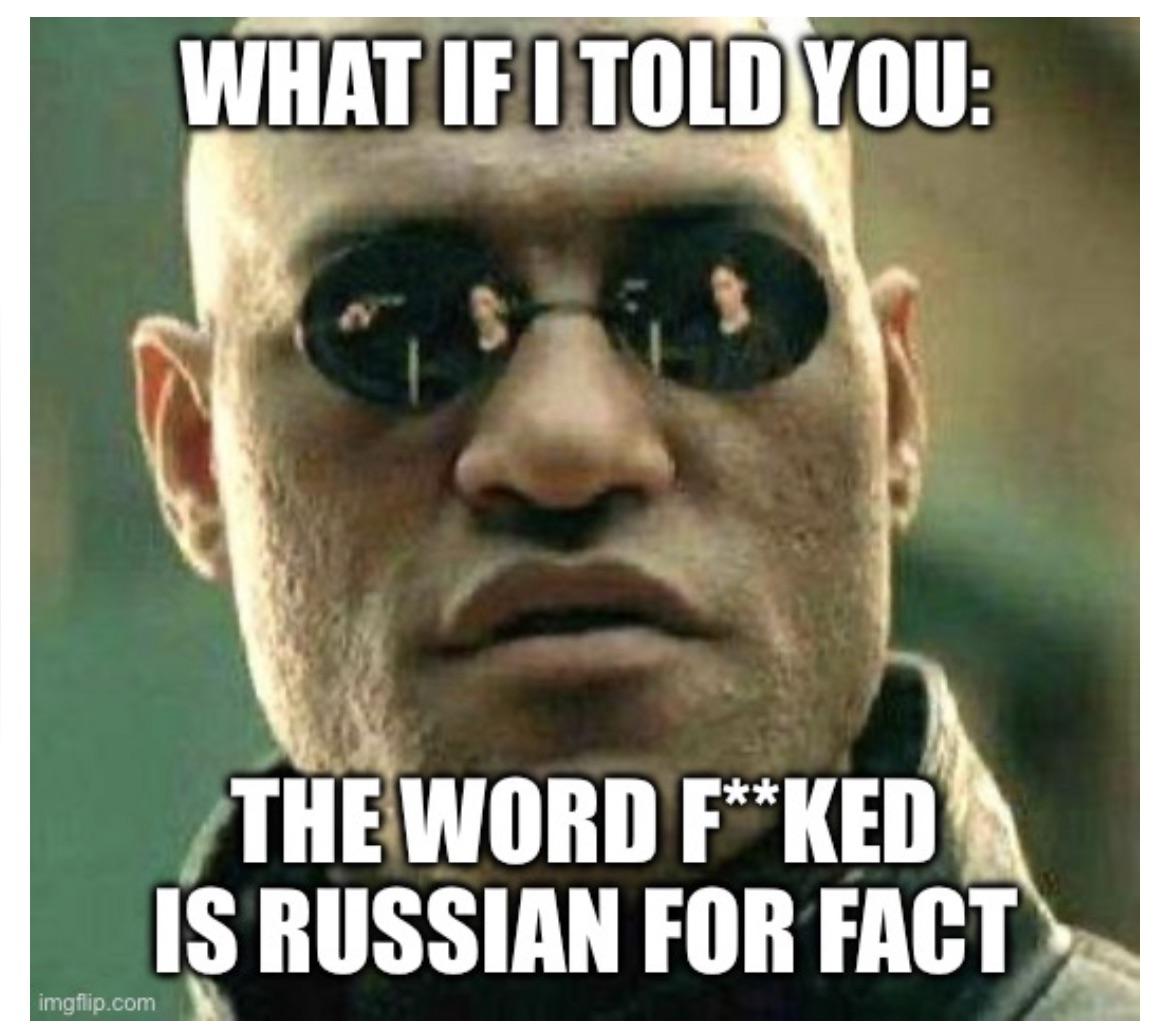 WHAT IF I TOLD YOU:
THE WORD F**KED
IS RUSSIAN FOR FACT
imgflip.com